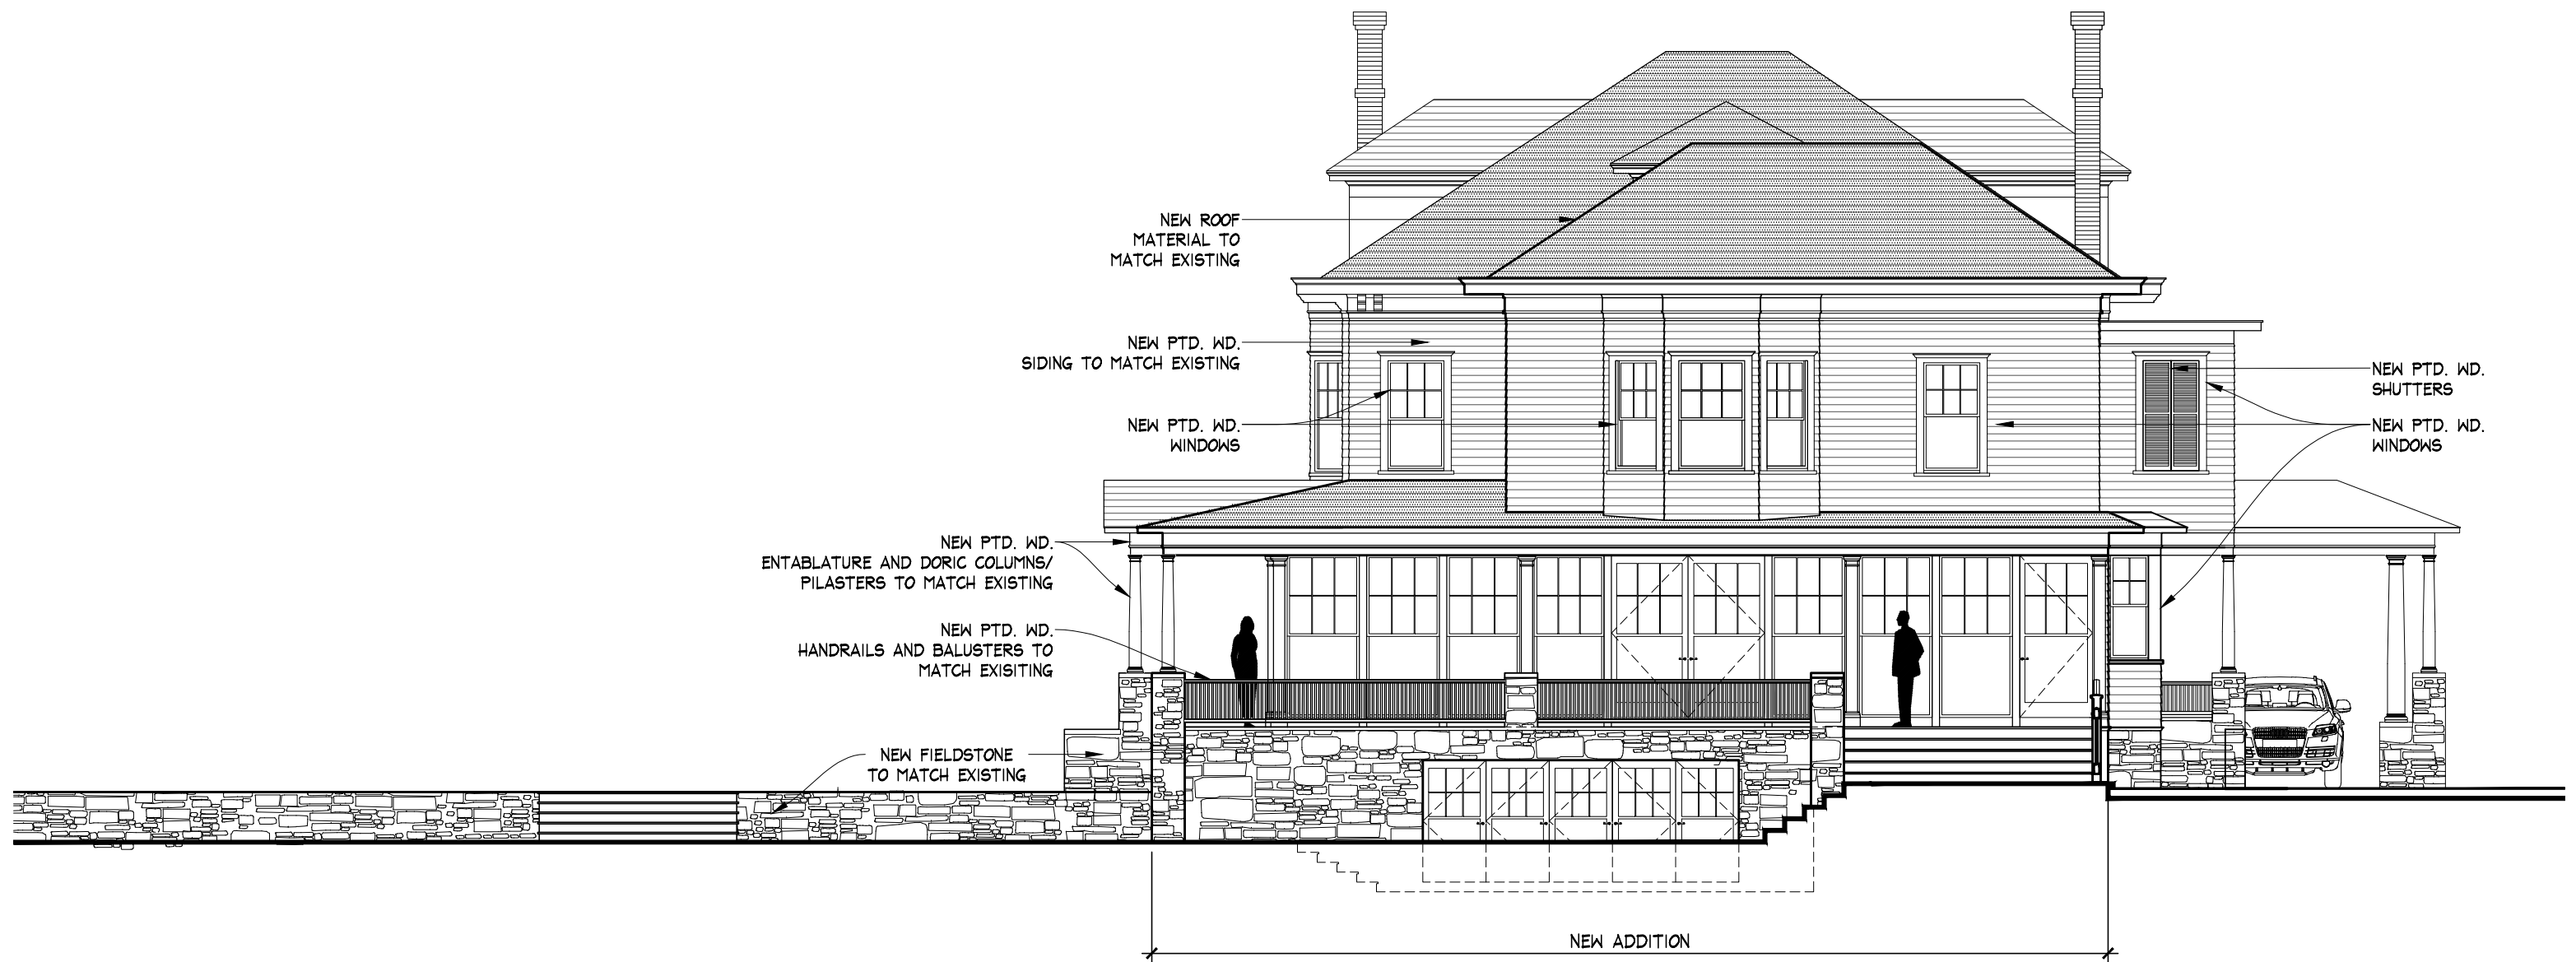 NEW ROOF
MATERIAL TO
MATCH EXISTING
NEW PTD. WD.
SIDING TO MATCH EXISTING
NEW PTD. WD.
WINDOWS
NEW PTD. WD.
SHUTTERS
NEW PTD. WD.
WINDOWS
NEW PTD. WD.
ENTABLATURE AND DORIC COLUMNS/
PILASTERS TO MATCH EXISTING
NEW PTD. WD.
HANDRAILS AND BALUSTERS TO
MATCH EXISITING
NEW FIELDSTONE
TO MATCH EXISTING
NEW ADDITION